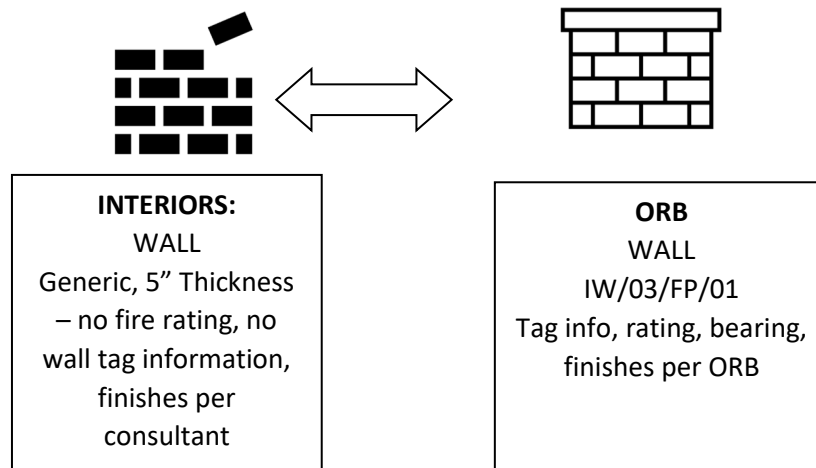 INTERIORS:
WALL
Generic, 5” Thickness
– no fire rating, no
wall tag information,
finishes per
consultant
ORB
WALL
IW/03/FP/01
Tag info, rating, bearing,
finishes per ORB